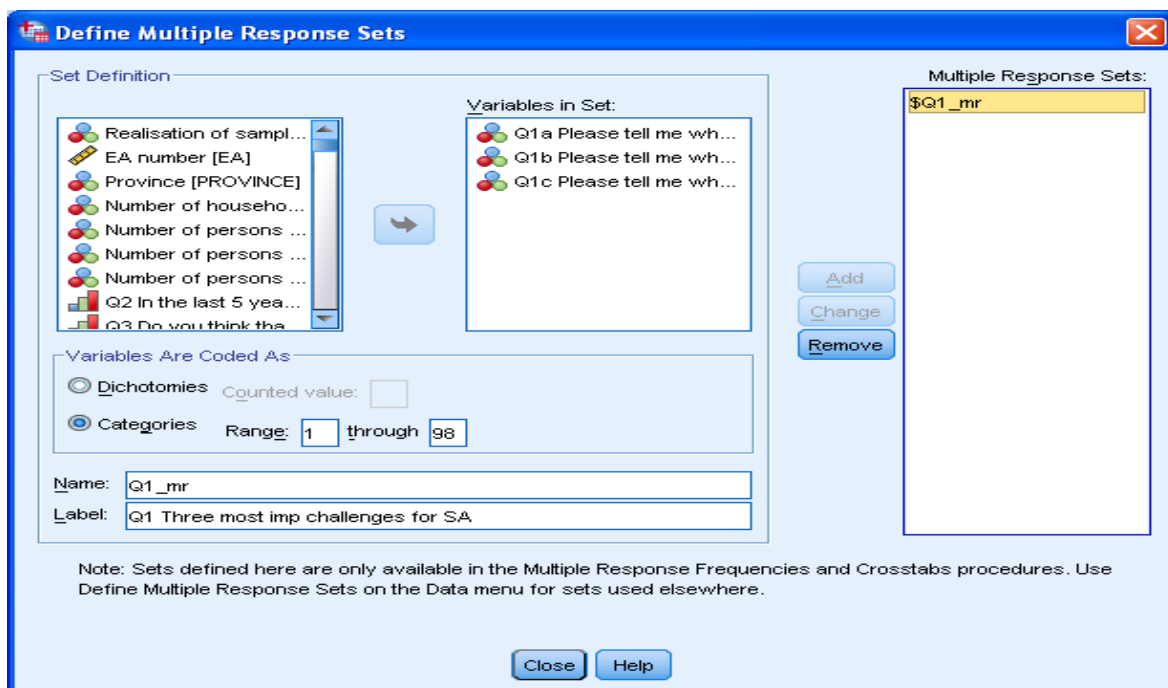 Define Multiple Response Sets
Set Definition
Realisation of sampl...
EA number [EA]
Province [PROVINCE]
Number of househo...
Number of persons ...
Number of persons ...
Number of persons ...
Q2 In the last 5 yea...
Q3 Do you think tha
Variables in Set:
Q1a Please tell me wh...
Q1b Please tell me wh...
Q1c Please tell me wh...
Variables Are Coded As
Dichotomies Counted value:
Categories Range: 1 through 98
Name: Q1_mr
Label: Q1 Three most imp challenges for SA
Add
Change
Remove
Multiple Response Sets:
$Q1_mr
Note: Sets defined here are only available in the Multiple Response Frequencies and Crosstabs procedures. Use
Define Multiple Response Sets on the Data menu for sets used elsewhere.
Close Help